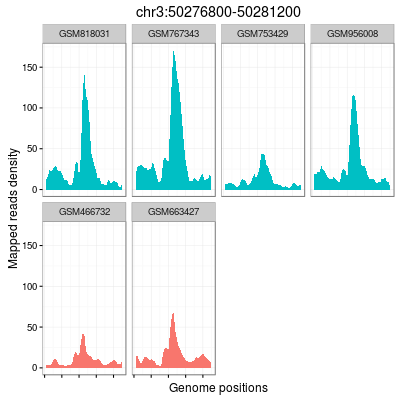 chr3:50276800-50281200
GSM818031 GSM767343 GSM753429 GSM956008
150
100
50
0
GSM466732 GSM663427
150
100
50
0
Mapped reads density
Genome positions